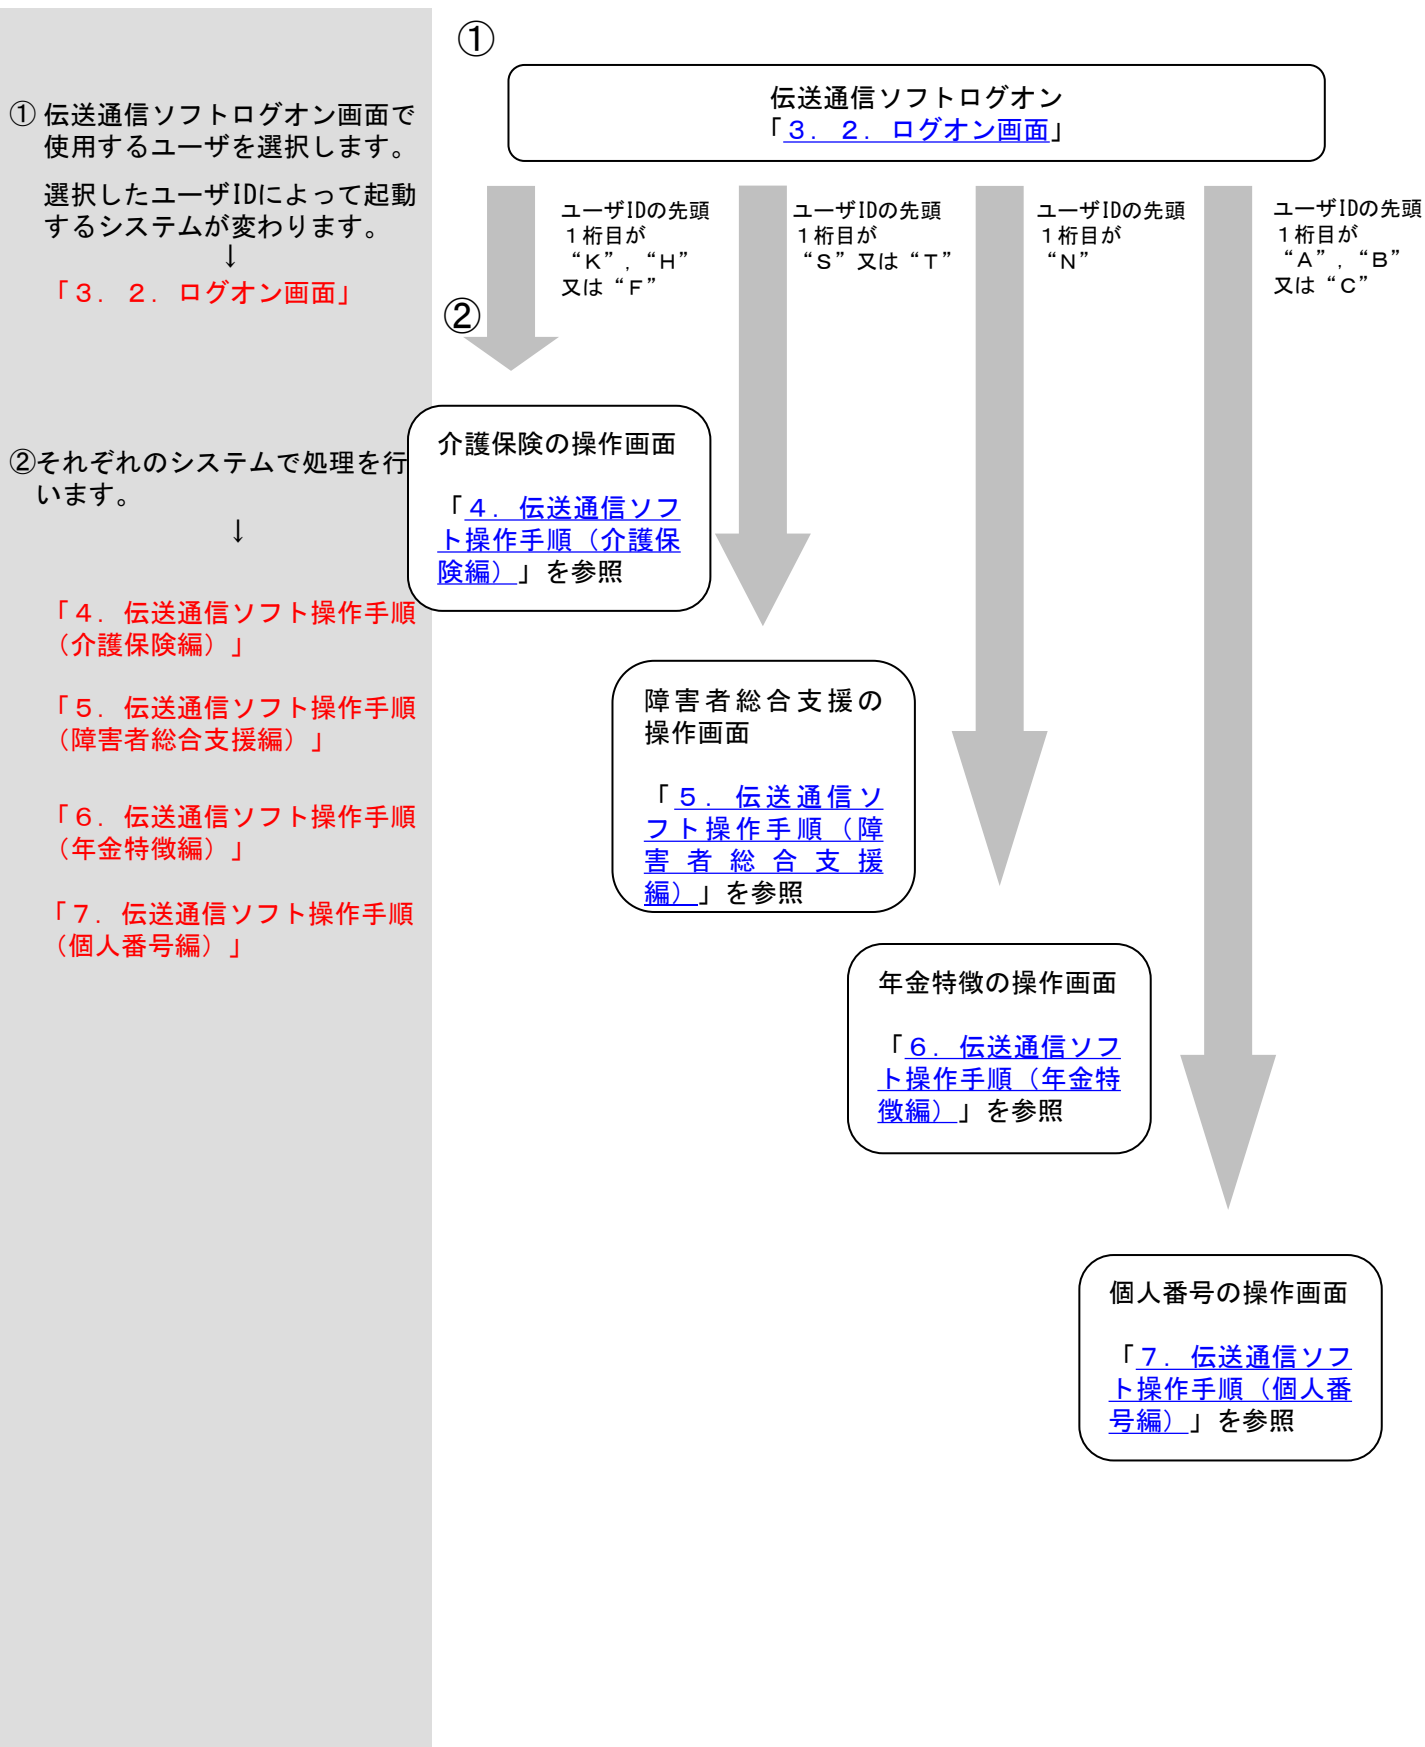 ① 伝送通信ソフトログオン画面で
使用するユーザを選択します。
選択したユーザIDによって起動
するシステムが変わります。
↓
「３．２．ログオン画面」
②それぞれのシステムで処理を行
います。
↓
「４．伝送通信ソフト操作手順
（介護保険編）」
「５．伝送通信ソフト操作手順
（障害者総合支援編）」
「６．伝送通信ソフト操作手順
（年金特徴編）」
「７．伝送通信ソフト操作手順
（個人番号編）」
①
伝送通信ソフトログオン
「３．２．ログオン画面」
ユーザIDの先頭
１桁目が
“Ｋ”，“Ｈ”
又は“Ｆ”
ユーザIDの先頭
１桁目が
“Ｓ”又は“Ｔ”
ユーザIDの先頭
１桁目が
“Ｎ”
ユーザIDの先頭
１桁目が
“Ａ”，“Ｂ”
又は“Ｃ”
②
介護保険の操作画面
「４．伝送通信ソフ
ト操作手順（介護保
険編）」を参照
障害者総合支援の
操作画面
「５．伝送通信ソ
フト操作手順（障
害者総合支援
編）」を参照
年金特徴の操作画面
「６．伝送通信ソフ
ト操作手順（年金特
徴編）」を参照
個人番号の操作画面
「７．伝送通信ソフ
ト操作手順（個人番
号編）」を参照